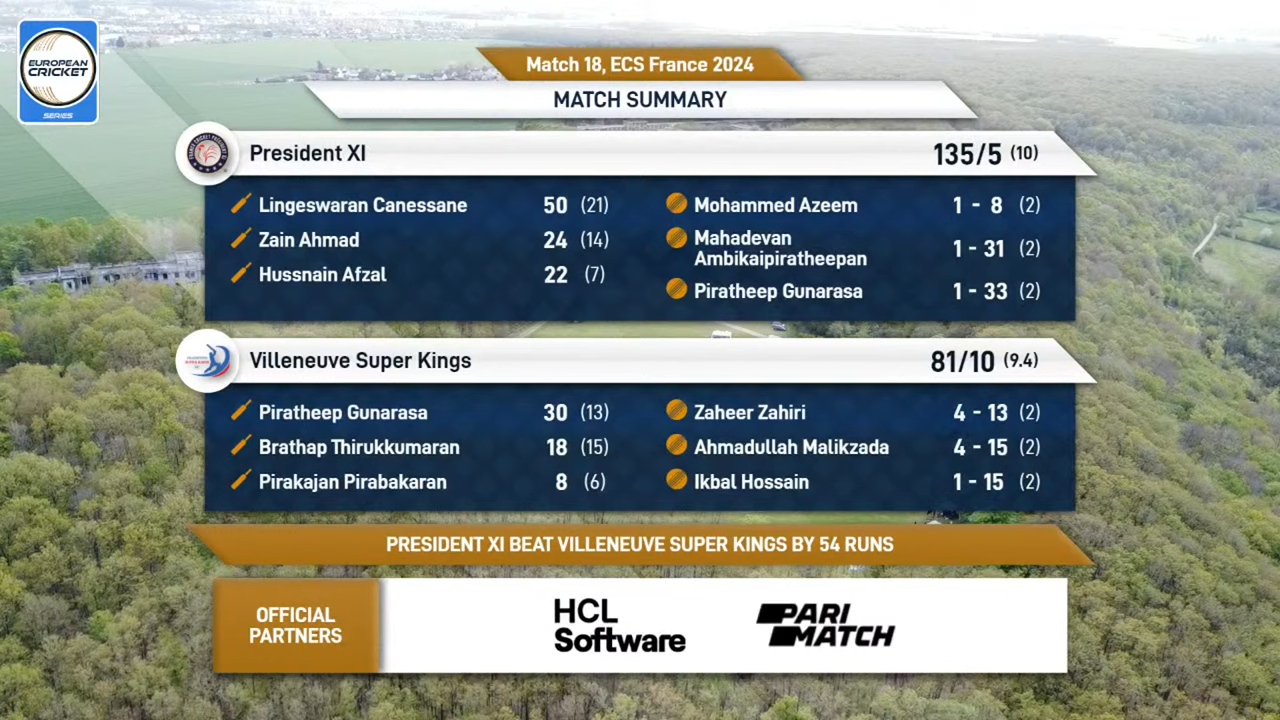 EUROPEAN
CRICKET
SERIES
Match 18, ECS France 2024
MATCH SUMMARY
President XI 135/5 (10)
Lingeswaran Canessane 50 (21)
Zain Ahmad 24 (14)
Hussnain Afzal 22 (7)
Mohammed Azeem 1 - 8 (2)
Mahadevan
Ambikaipiratheepan 1 - 31 (2)
Piratheep Gunarasa 1 - 33 (2)
Villeneuve Super Kings 81/10 (9.4)
Piratheep Gunarasa 30 (13)
Brathap Thirukkumaran 18 (15)
Pirakajan Pirabakaran 8 (6)
Zaheer Zahiri 4 - 13 (2)
Ahmadullah Malikzada 4 - 15 (2)
Ikbal Hossain 1 - 15 (2)
PRESIDENT XI BEAT VILLENEUVE SUPER KINGS BY 54 RUNS
OFFICIAL
PARTNERS
HCL
Software
PARI
MATCH